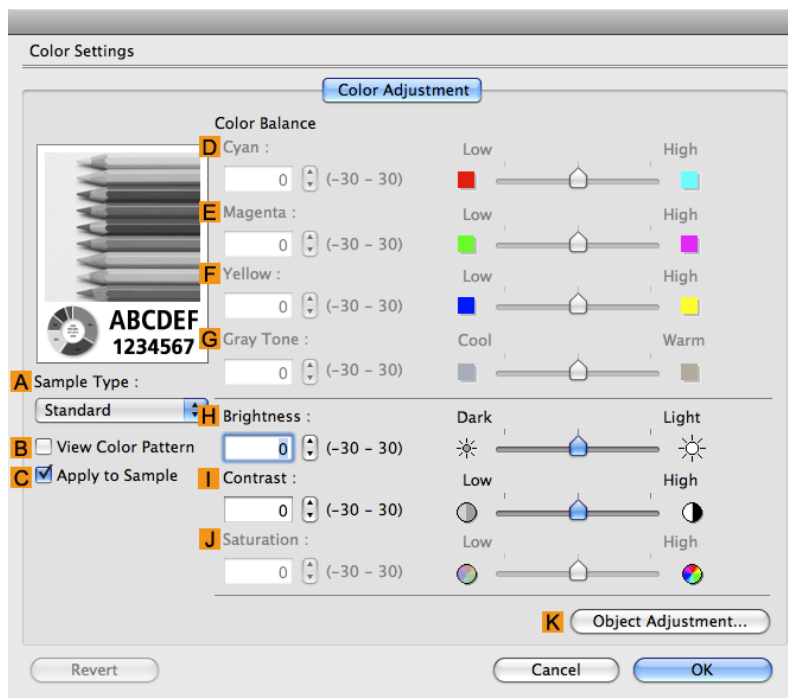 Color Settings
Color Adjustment
Color Balance
D Cyan :
Low High
0 (-30 - 30)
E Magenta :
Low High
0 (-30 - 30)
F Yellow :
Low High
0 (-30 - 30)
ABCDEF
1234567
G Gray Tone :
Cool Warm
0 (-30 - 30)
A Sample Type :
Standard
B View Color Pattern
C Apply to Sample
H Brightness :
Dark Light
0 (-30 - 30)
I Contrast :
Low High
0 (-30 - 30)
J Saturation :
Low High
0 (-30 - 30)
K Object Adjustment...
Revert Cancel OK